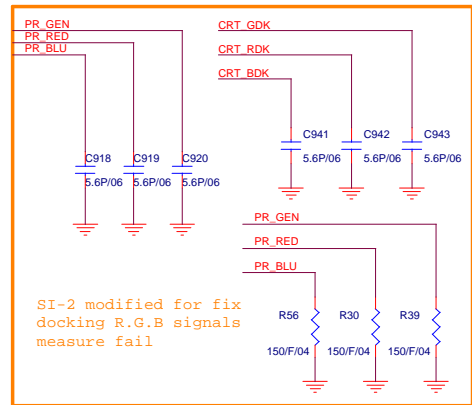 PR_GEN
PR_RED
PR_BLU
CRT_GDK
CRT_RDK
CRT_BDK
C918
5.6P/06
C919
5.6P/06
C920
5.6P/06
C941
5.6P/06
C942
5.6P/06
C943
5.6P/06
PR_GEN
PR_RED
PR_BLU
SI-2 modified for fix
docking R.G.B signals
measure fail
R56
150/F/04
R30
150/F/04
R39
150/F/04